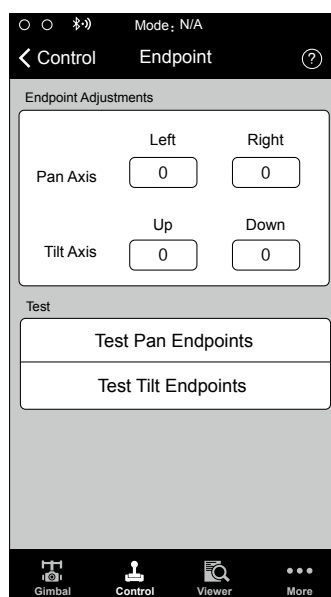 Mode: N/A
Control Endpoint ?
Endpoint Adjustments
Left Right
Pan Axis 0 0
Up Down
Tilt Axis 0 0
Test
Test Pan Endpoints
Test Tilt Endpoints
Gimbal Control Viewer More